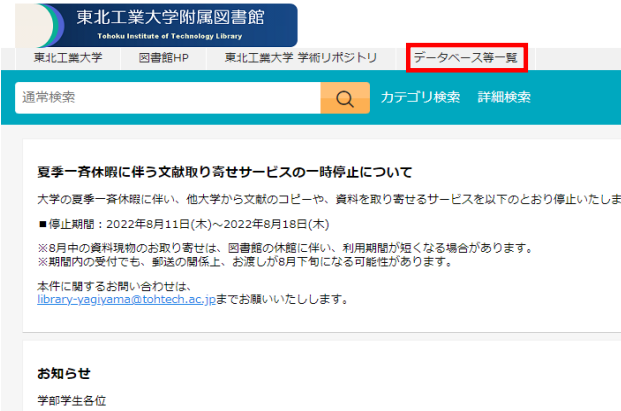 東北工業大学附属図書館
Tohoku Institute of Technology Library
東北工業大学 図書館HP 東北工業大学 学術リポジトリ データベース等一覧
通常検索 カテゴリ検索 詳細検索
夏季一斉休暇に伴う文献取り寄せサービスの一時停止について
大学の夏季一斉休暇に伴い、他大学から文献のコピーや、資料を取り寄せるサービスを以下のとおり停止いたしま
■停止期間：2022年8月11日(木)～2022年8月18日(木)
※8月中の資料現物のお取り寄せは、図書館の休館に伴い、利用期間が短くなる場合があります。
※期間内の受付でも、郵送の関係上、お渡しが8月下旬になる可能性があります。
本件に関するお問い合わせは、
library-yagiyama@tohtech.ac.jpまでお願いいたしします。
お知らせ
学部学生各位